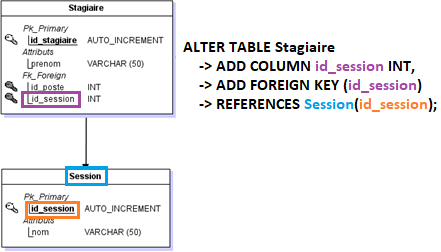 Stagiaire
Pk_Primary
id_stagiaire AUTO_INCREMENT
Attributs
prenom VARCHAR (50)
Fk_Foreign
id_poste INT
id_session INT
Session
Pk_Primary
id_session AUTO_INCREMENT
Attributs
nom VARCHAR (50)
ALTER TABLE Stagiaire
-> ADD COLUMN id_session INT,
-> ADD FOREIGN KEY (id_session)
-> REFERENCES Session(id_session);